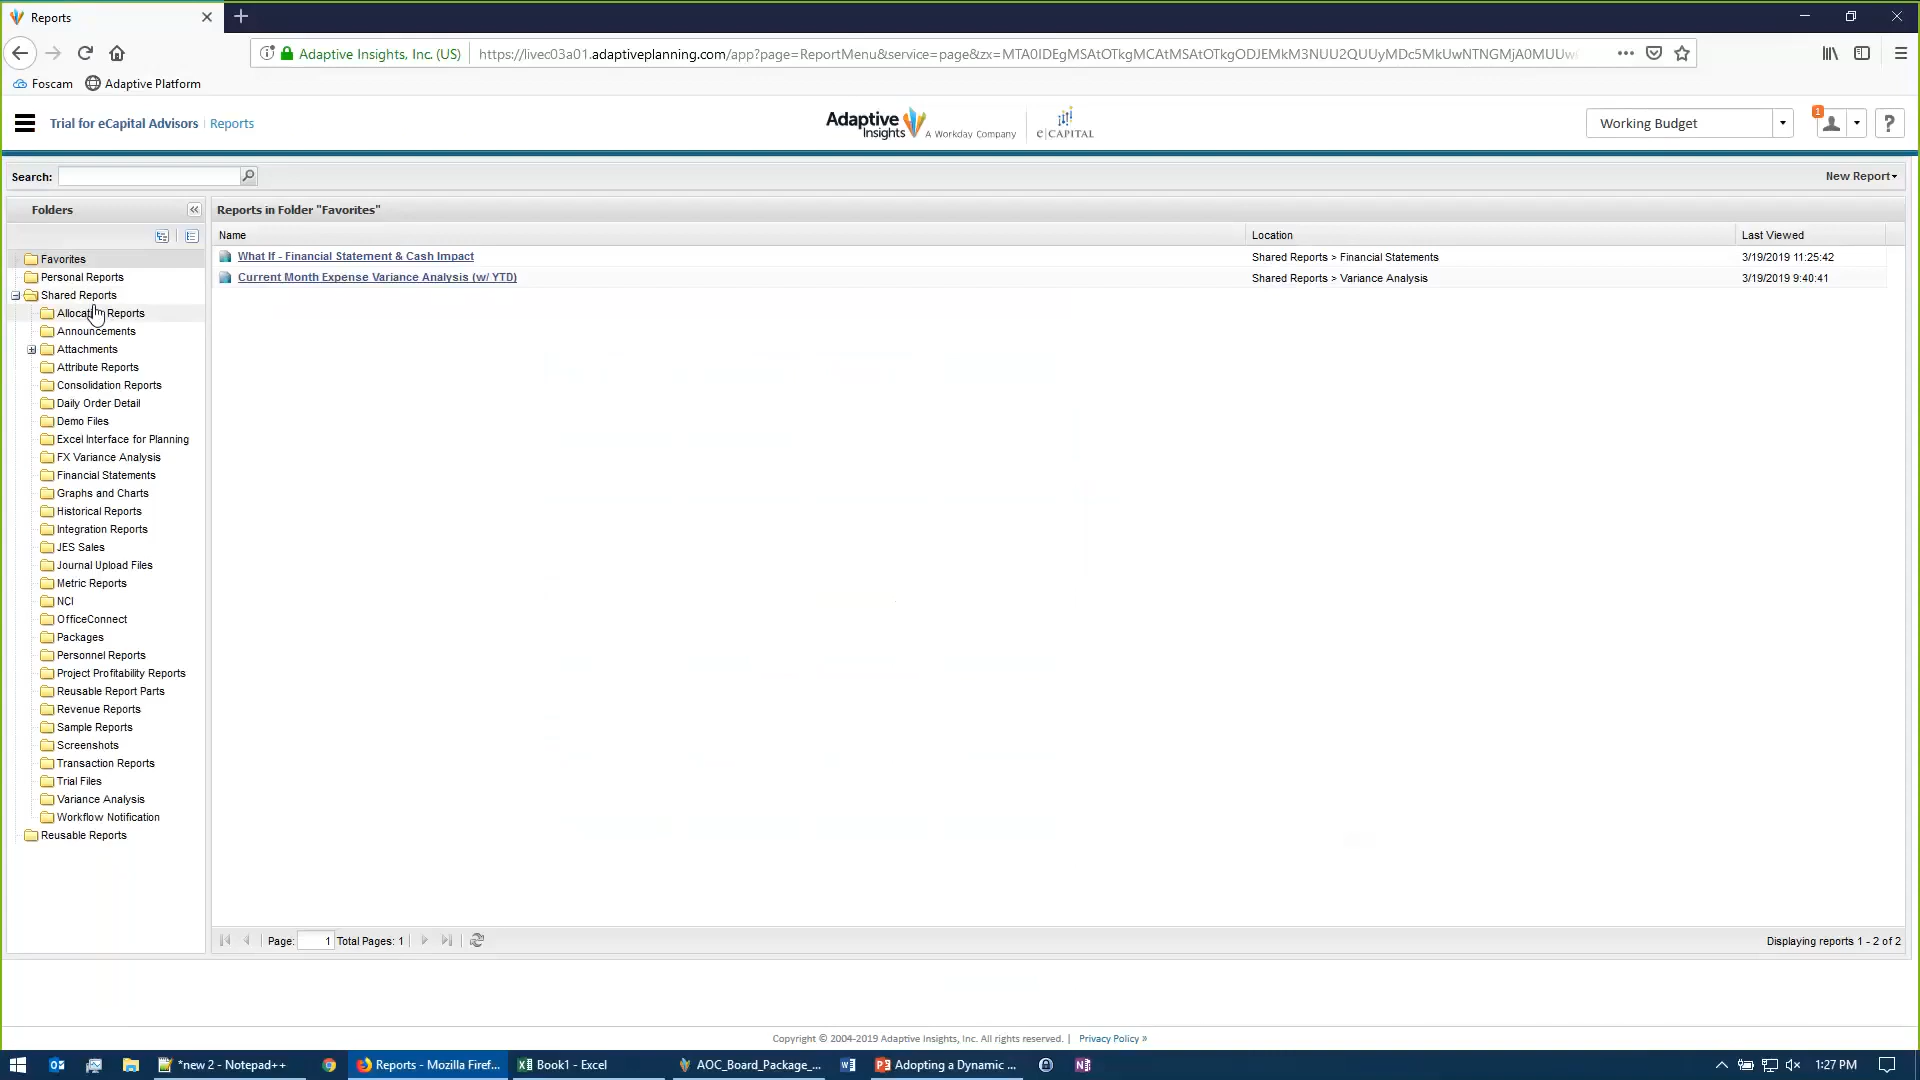 Reports
Adaptive Insights, Inc. (US)
https://livec03a01.adaptiveplanning.com/app?page=ReportMenu&service=page&zx=
Foscam
Adaptive Platform
Trial for eCapital Advisors | Reports
Adaptive Insights A Workday Company
e|CAPITAL
Working Budget
1
?
Search:
New Report
Folders
Reports in Folder "Favorites"
Name
Location
Last Viewed
What If - Financial Statement & Cash Impact
Shared Reports > Financial Statements
3/19/2019 11:25:42
Current Month Expense Variance Analysis (w/ YTD)
Shared Reports > Variance Analysis
3/19/2019 9:40:41
Favorites
Personal Reports
Shared Reports
Reports
Announcements
Attachments
Attribute Reports
Consolidation Reports
Daily Order Detail
Demo Files
Excel Interface for Planning
FX Variance Analysis
Financial Statements
Graphs and Charts
Historical Reports
Integration Reports
JES Sales
Journal Upload Files
Metric Reports
NCI
OfficeConnect
Packages
Personnel Reports
Project Profitability Reports
Reusable Report Parts
Revenue Reports
Sample Reports
Screenshots
Transaction Reports
Trial Files
Variance Analysis
Workflow Notification
Reusable Reports
Page: 1 Total Pages: 1
Displaying reports 1 - 2 of 2
Copyright © 2004-2019 Adaptive Insights, Inc. All rights reserved. | Privacy Policy »
*new 2 - Notepad++
Reports - Mozilla Firef...
Book1 - Excel
AOC_Board_Package_...
Adopting a Dynamic ...
1:27 PM